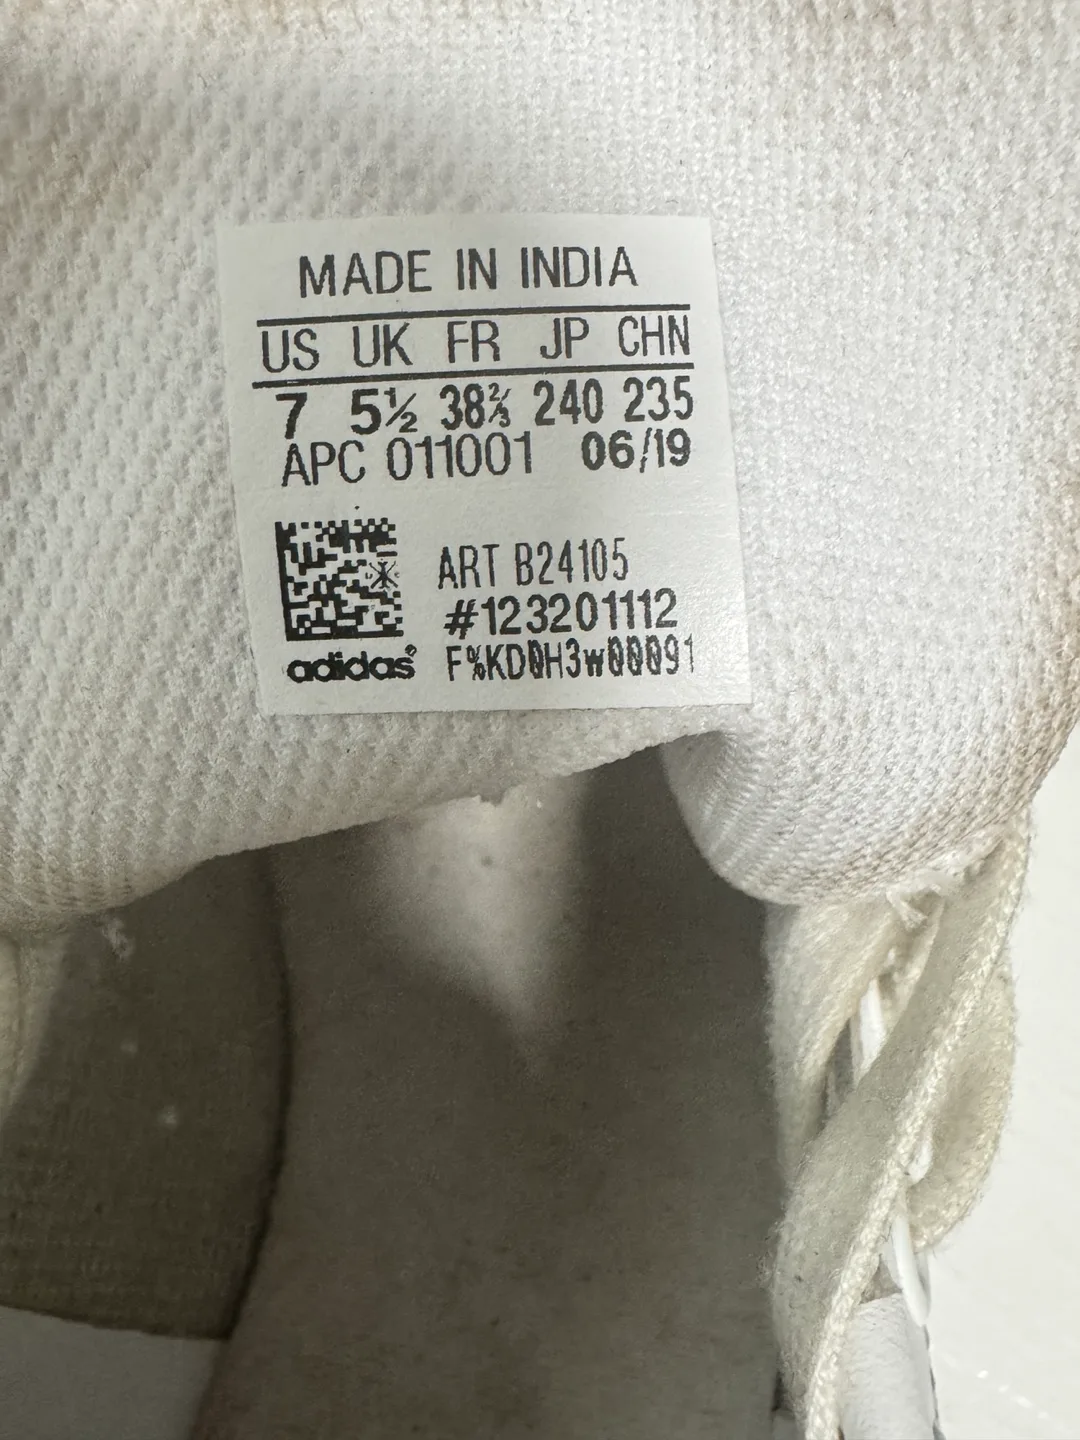 MADE IN INDIA
US UK FR JP CHN
7 5½ 38⅔ 240 235
APC 011001 06/19
ART B24105
#123201112
adidas® F%KD0H3w00091